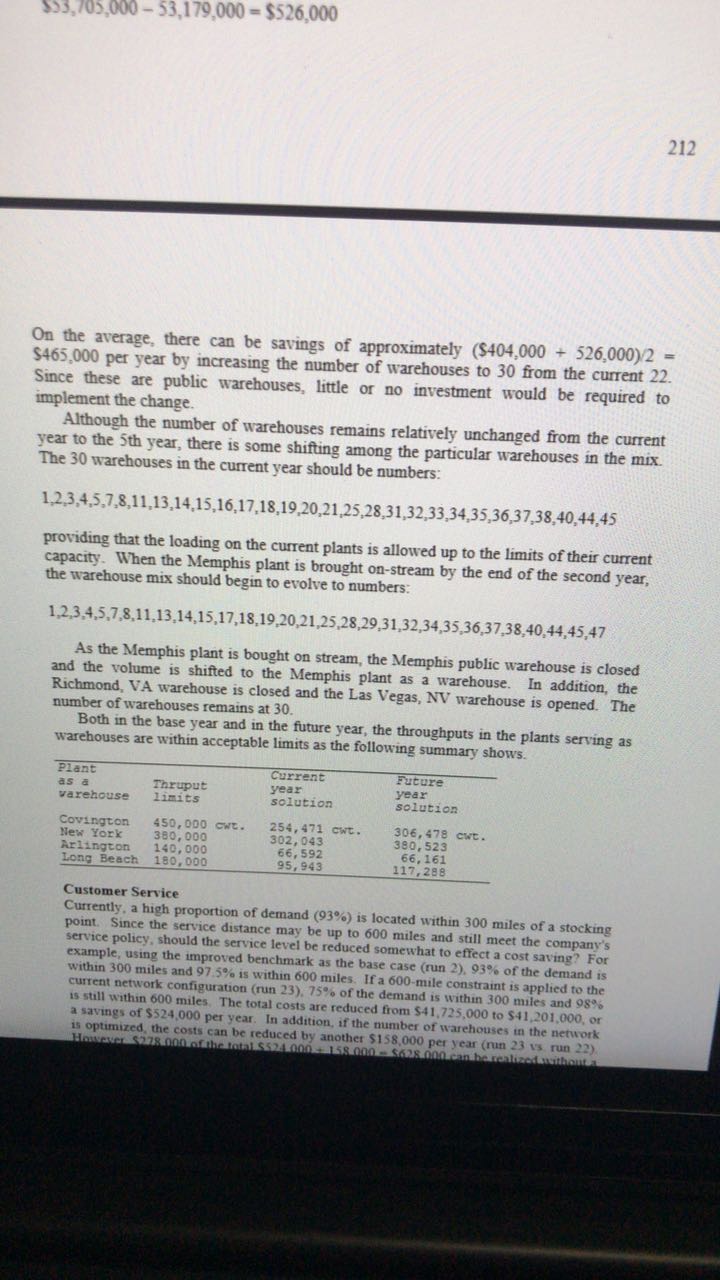 $53,705,000 – 53,179,000 = $526,000
212
On the average, there can be savings of approximately ($404,000 + 526,000)/2 =
$465,000 per year by increasing the number of warehouses to 30 from the current 22.
Since these are public warehouses, little or no investment would be required to
implement the change.
Although the number of warehouses remains relatively unchanged from the current
year to the 5th year, there is some shifting among the particular warehouses in the mix.
The 30 warehouses in the current year should be numbers:
1,2,3,4,5,7,8,11,13,14,15,16,17,18,19,20,21,25,28,31,32,33,34,35,36,37,38,40,44,45
providing that the loading on the current plants is allowed up to the limits of their current
capacity. When the Memphis plant is brought on-stream by the end of the second year,
the warehouse mix should begin to evolve to numbers:
1,2,3,4,5,7,8,11,13,14,15,17,18,19,20,21,25,28,29,31,32,34,35,36,37,38,40,44,45,47
As the Memphis plant is bought on stream, the Memphis public warehouse is closed
and the volume is shifted to the Memphis plant as a warehouse. In addition, the
Richmond, VA warehouse is closed and the Las Vegas, NV warehouse is opened. The
number of warehouses remains at 30.
Both in the base year and in the future year, the throughputs in the plants serving as
warehouses are within acceptable limits as the following summary shows.
Plant Current Future
as a Thruput year year
warehouse limits solution solution
Covington 450,000 cwt. 254,471 cwt. 306,478 cwt.
New York 380,000 302,043 380,523
Arlington 140,000 66,592 66,161
Long Beach 180,000 95,943 117,288
Customer Service
Currently, a high proportion of demand (93%) is located within 300 miles of a stocking
point. Since the service distance may be up to 600 miles and still meet the company's
service policy, should the service level be reduced somewhat to effect a cost saving? For
example, using the improved benchmark as the base case (run 2), 93% of the demand is
within 300 miles and 97.5% is within 600 miles. If a 600-mile constraint is applied to the
current network configuration (run 23), 75% of the demand is within 300 miles and 98%
is still within 600 miles. The total costs are reduced from $41,725,000 to $41,201,000, or
a savings of $524,000 per year. In addition, if the number of warehouses in the network
is optimized, the costs can be reduced by another $158,000 per year (run 23 vs. run 22).
However, $278,000 of the total $524,000 + 158,000 = $628,000 can be realized without a